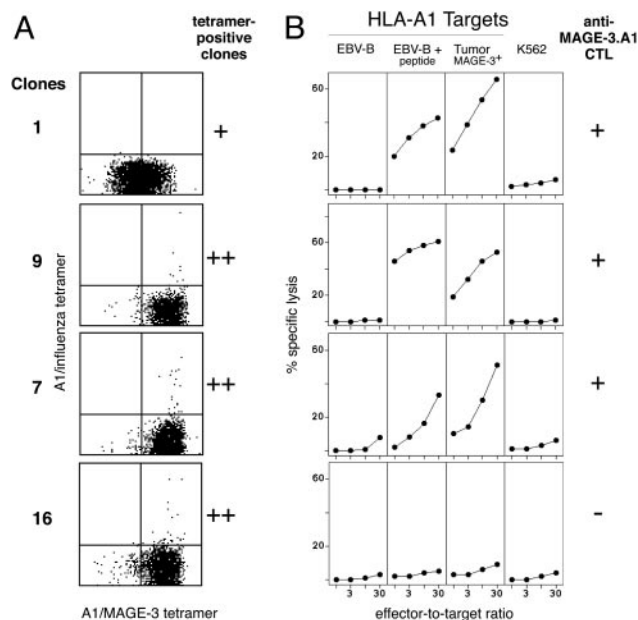 A
tetramer-
positive
clones
Clones
1
+
9
++
7
++
16
++
A1/influenza tetramer
A1/MAGE-3 tetramer
B
HLA-A1 Targets
EBV-B
EBV-B +
peptide
Tumor
MAGE-3+
K562
anti-
MAGE-3.A1
CTL
60
20
+
60
20
+
60
20
+
60
20
−
% specific lysis
3 30 3 30 3 30 3 30
effector-to-target ratio